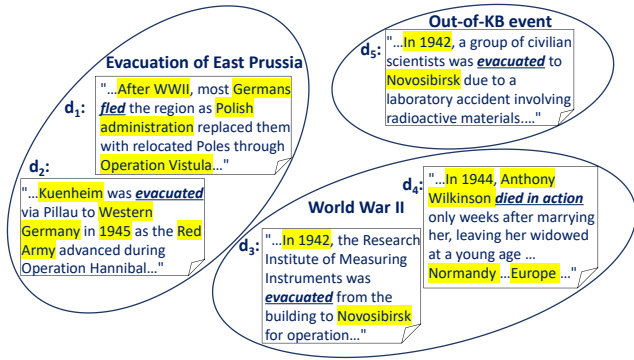 Out-of-KB event
d5:
"...In 1942, a group of civilian
scientists was evacuated to
Novosibirsk due to a
laboratory accident involving
radioactive materials...."
Evacuation of East Prussia
d1:
"...After WWII, most Germans
fled the region as Polish
administration replaced them
with relocated Poles through
Operation Vistula..."
d2:
"...Kuenheim was evacuated
via Pillau to Western
Germany in 1945 as the Red
Army advanced during
Operation Hannibal..."
World War II
d4:
"...In 1944, Anthony
Wilkinson died in action
only weeks after marrying
her, leaving her widowed
at a young age ...
Normandy ...Europe ..."
d3:
"...In 1942, the Research
Institute of Measuring
Instruments was
evacuated from the
building to Novosibirsk
for operation..."